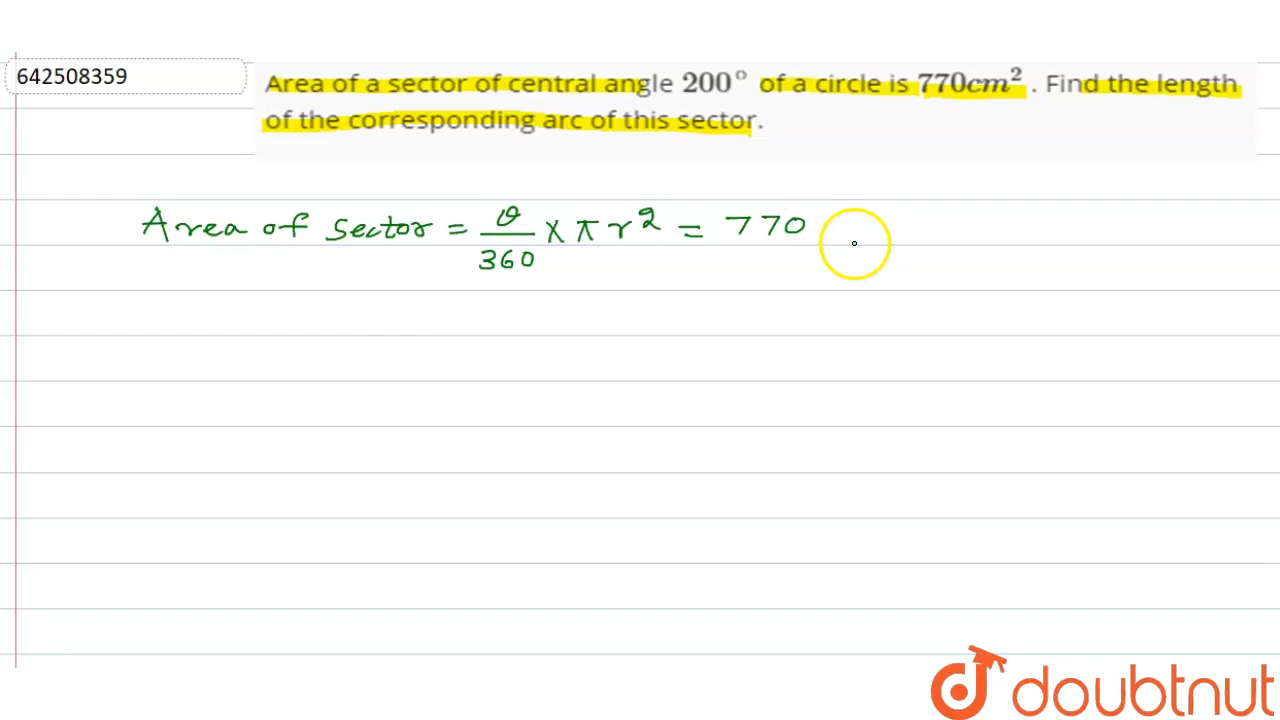 642508359
Area of a sector of central angle 200° of a circle is 770cm² . Find the length
of the corresponding arc of this sector.
Area of sector = θ/360 × π r² = 770
doubtnut